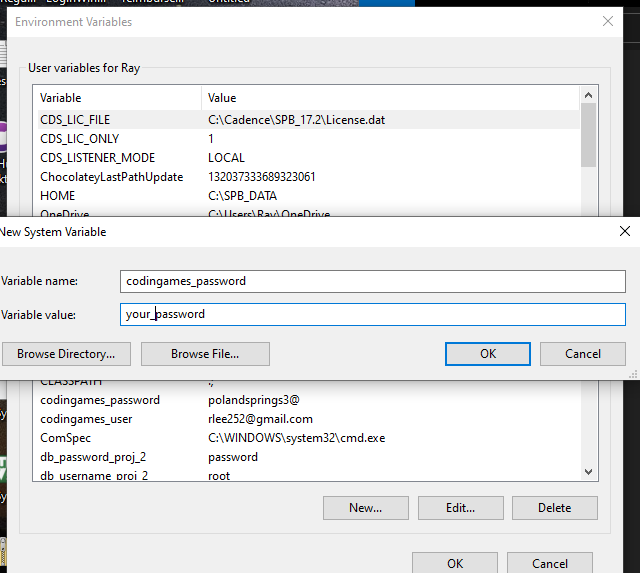 Environment Variables
User variables for Ray
Variable Value
CDS_LIC_FILE C:\Cadence\SPB_17.2\License.dat
CDS_LIC_ONLY 1
CDS_LISTENER_MODE LOCAL
ChocolateyLastPathUpdate 132037333689323061
HOME C:\SPB_DATA
OneDrive C:\Users\Ray\OneDrive
New System Variable
Variable name: codingames_password
Variable value: your_password
Browse Directory... Browse File... OK Cancel
CLASSPATH .;
codingames_password polandsprings3@
codingames_user rlee252@gmail.com
ComSpec C:\WINDOWS\system32\cmd.exe
db_password_proj_2 password
db_username_proj_2 root
New... Edit... Delete
OK Cancel